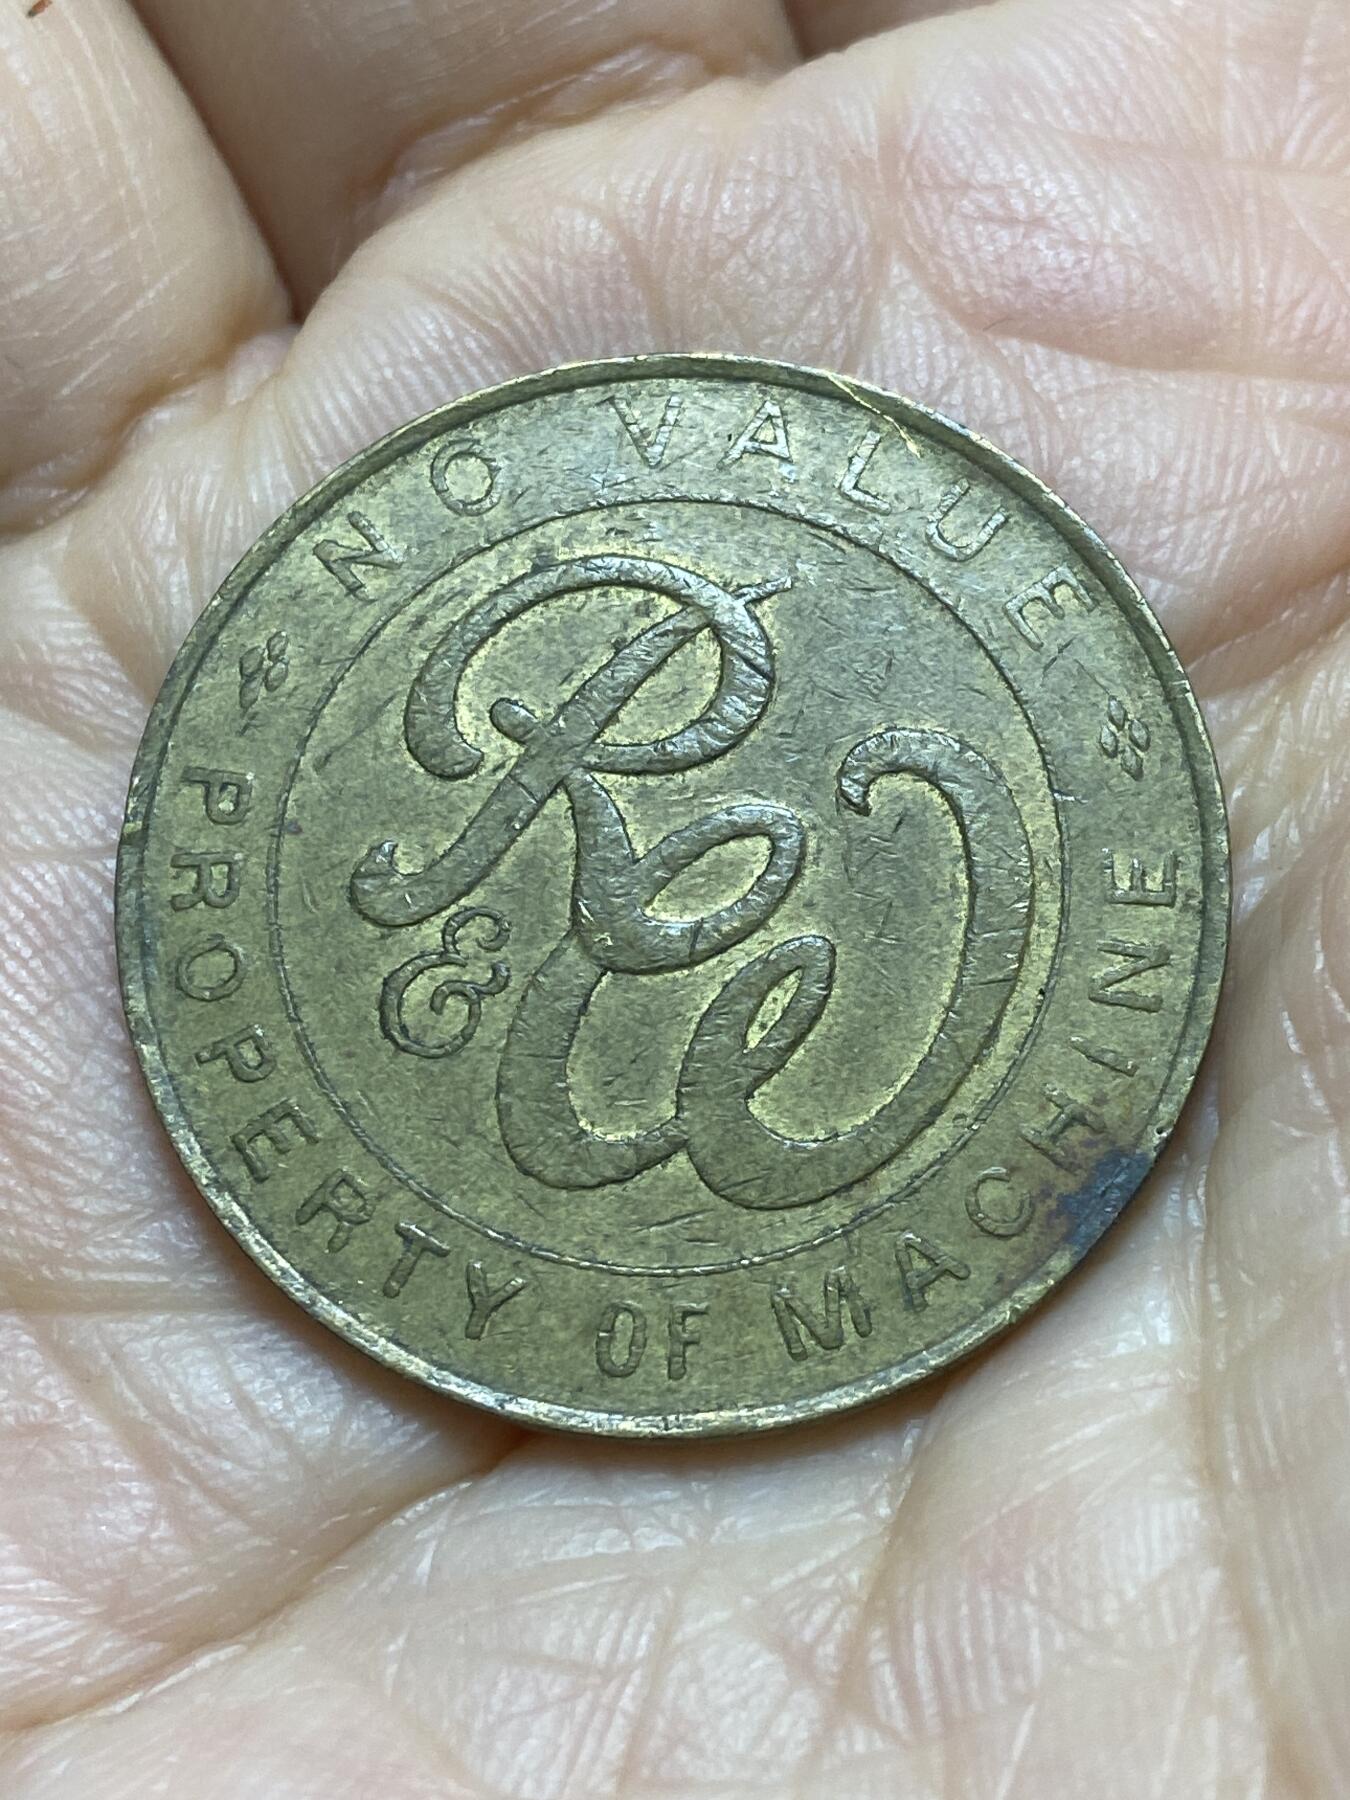 NO VALUE
R & W
PROPERTY OF MACHINE